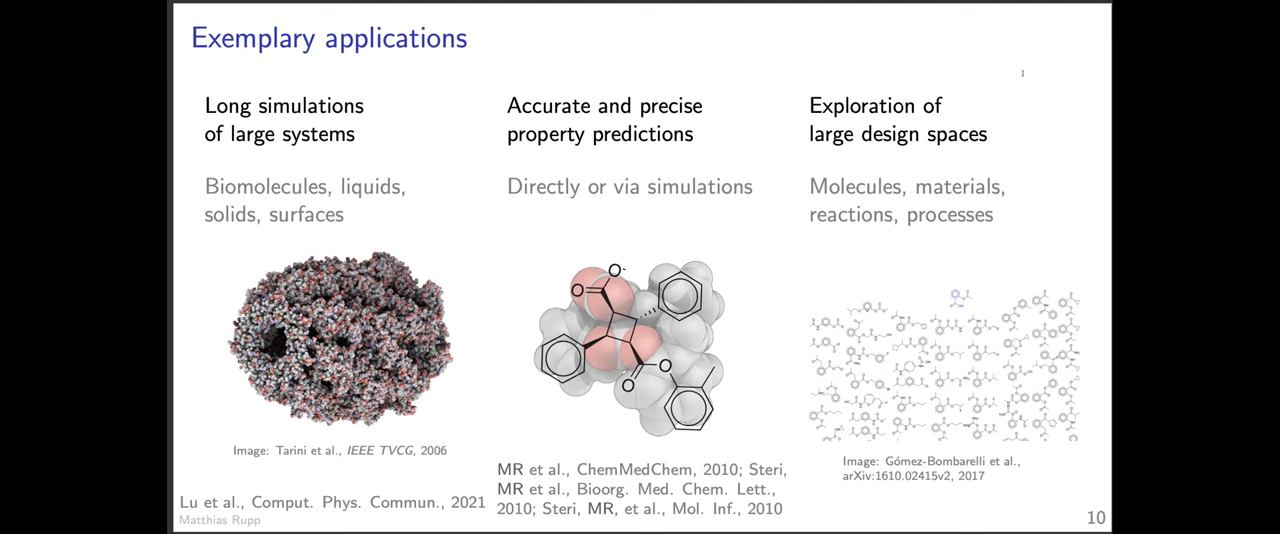 Exemplary applications
Long simulations
of large systems
Biomolecules, liquids,
solids, surfaces
Image: Tarini et al., IEEE TVCG, 2006
Lu et al., Comput. Phys. Commun., 2021
Accurate and precise
property predictions
Directly or via simulations
O-
O
O
O
MR et al., ChemMedChem, 2010; Steri,
MR et al., Bioorg. Med. Chem. Lett.,
2010; Steri, MR, et al., Mol. Inf., 2010
Exploration of
large design spaces
Molecules, materials,
reactions, processes
Image: Gómez-Bombarelli et al.,
arXiv:1610.02415v2, 2017
Matthias Rupp
10